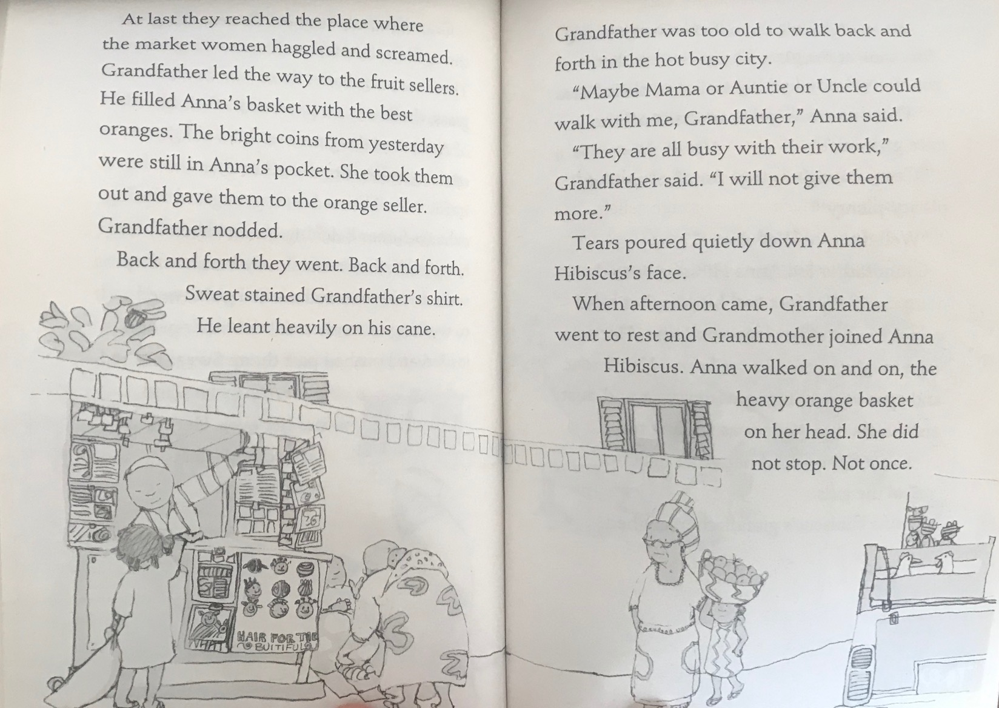 At last they reached the place where
the market women haggled and screamed.
Grandfather led the way to the fruit sellers.
He filled Anna’s basket with the best
oranges. The bright coins from yesterday
were still in Anna’s pocket. She took them
out and gave them to the orange seller.
Grandfather nodded.
Back and forth they went. Back and forth.
Sweat stained Grandfather’s shirt.
He leant heavily on his cane.
HAIR FOR THE
BUITIFUL
Grandfather was too old to walk back and
forth in the hot busy city.
“Maybe Mama or Auntie or Uncle could
walk with me, Grandfather,” Anna said.
“They are all busy with their work,”
Grandfather said. “I will not give them
more.”
Tears poured quietly down Anna
Hibiscus’s face.
When afternoon came, Grandfather
went to rest and Grandmother joined Anna
Hibiscus. Anna walked on and on, the
heavy orange basket
on her head. She did
not stop. Not once.